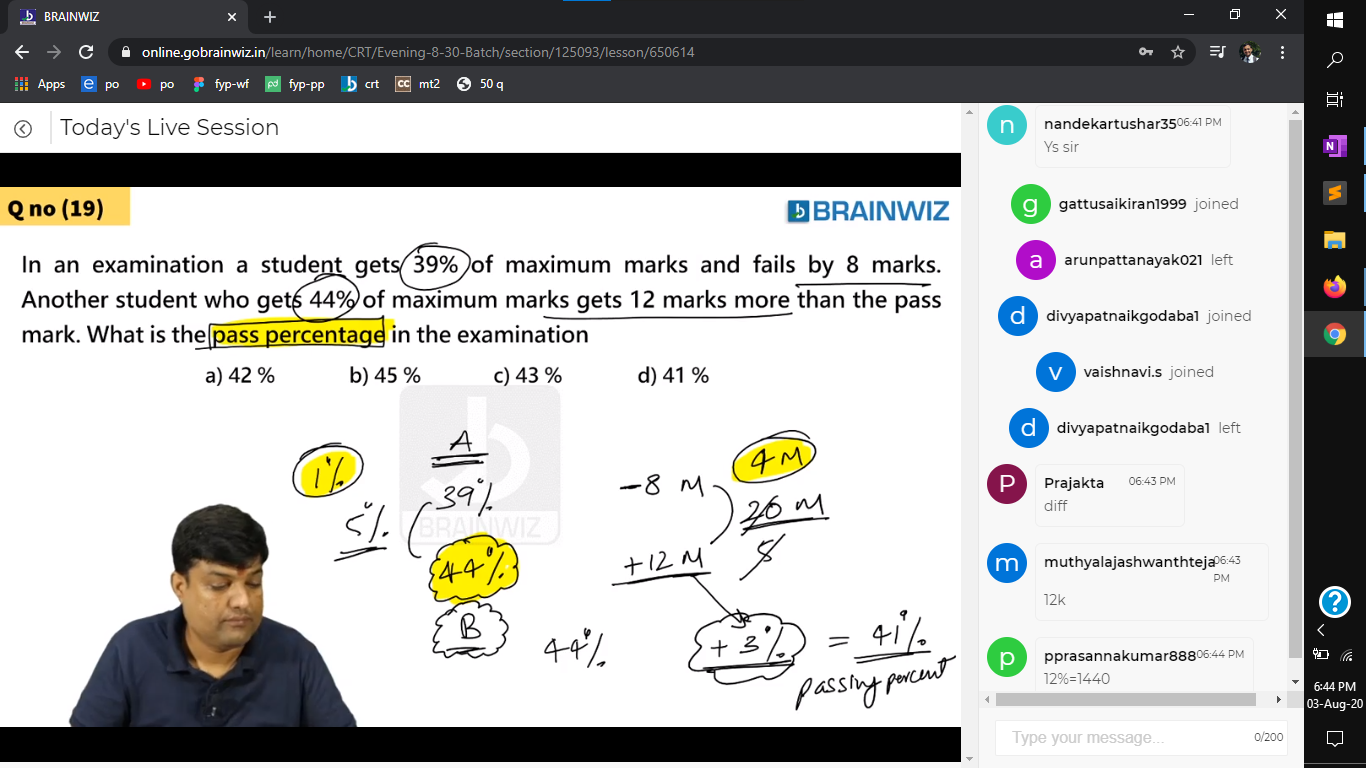 BRAINWIZ
online.gobrainwiz.in/learn/home/CRT/Evening-8-30-Batch/section/125093/lesson/650614
Apps po po fyp-wf fyp-pp crt CC mt2 50 q
Today's Live Session
Q no (19)
BRAINWIZ
In an examination a student gets 39% of maximum marks and fails by 8 marks.
Another student who gets 44% of maximum marks gets 12 marks more than the pass
mark. What is the pass percentage in the examination
a) 42 % b) 45 % c) 43 % d) 41 %
A
1%
39%
-8 M
4 M
5%
20 M
BRAINWIZ
44%
+12 M
5
B
44%
+3% = 41%
passing percent
n
nandekartushar35 06:41 PM
Ys sir
g
gattusaikiran1999 joined
a
arunpattanayak021 left
d
divyapatnaikgodaba1 joined
v
vaishnavi.s joined
d
divyapatnaikgodaba1 left
P
Prajakta 06:43 PM
diff
m
muthyalajashwanthteja 06:43
PM
12k
p
pprasannakumar888 06:44 PM
12%=1440
Type your message... 0/200
N
?
6:44 PM
03-Aug-20